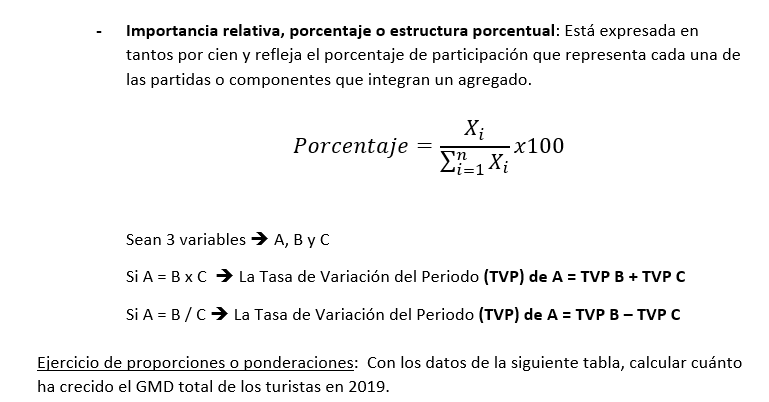 - Importancia relativa, porcentaje o estructura porcentual: Está expresada en
tantos por cien y refleja el porcentaje de participación que representa cada una de
las partidas o componentes que integran un agregado.
Porcentaje = X_i / ∑_{i=1}^{n} X_i x100
Sean 3 variables ➔ A, B y C
Si A = B x C ➔ La Tasa de Variación del Periodo (TVP) de A = TVP B + TVP C
Si A = B / C ➔ La Tasa de Variación del Periodo (TVP) de A = TVP B – TVP C
Ejercicio de proporciones o ponderaciones: Con los datos de la siguiente tabla, calcular cuánto
ha crecido el GMD total de los turistas en 2019.